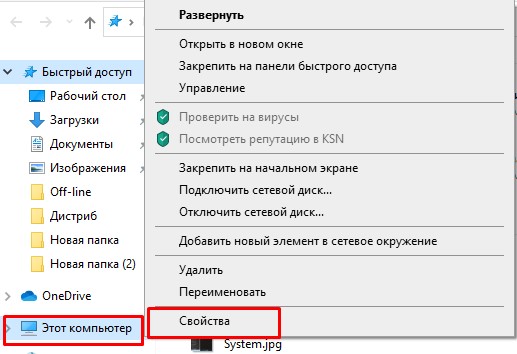 Быстрый доступ
Рабочий стол
Загрузки
Документы
Изображения
Off-line
Дистриб
Новая папка
Новая папка (2)
OneDrive
Этот компьютер
Развернуть
Открыть в новом окне
Закрепить на панели быстрого доступа
Управление
Проверить на вирусы
Посмотреть репутацию в KSN
Закрепить на начальном экране
Подключить сетевой диск...
Отключить сетевой диск...
Добавить новый элемент в сетевое окружение
Удалить
Переименовать
Свойства
System.jpg